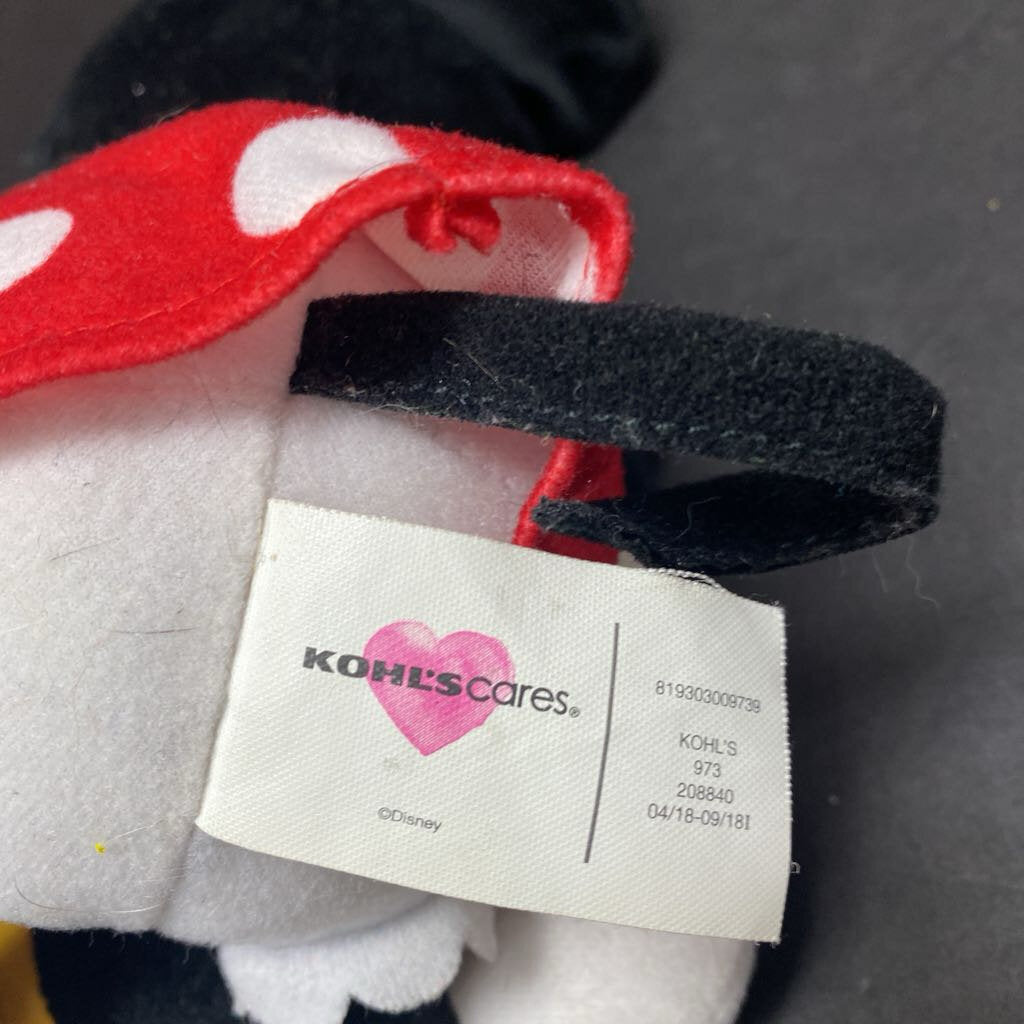 KOHL'S cares®
©Disney
819303009739
KOHL'S
973
208840
04/18-09/18I